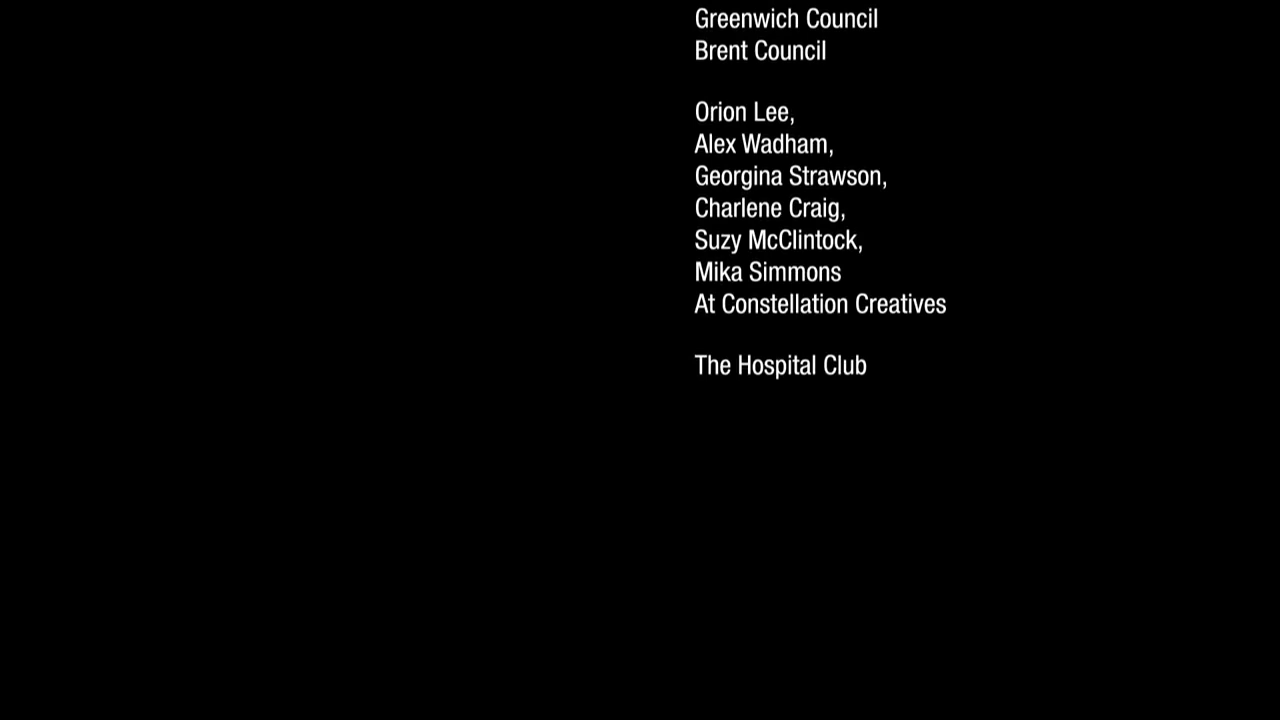 Greenwich Council
Brent Council
Orion Lee,
Alex Wadham,
Georgina Strawson,
Charlene Craig,
Suzy McClintock,
Mika Simmons
At Constellation Creatives
The Hospital Club